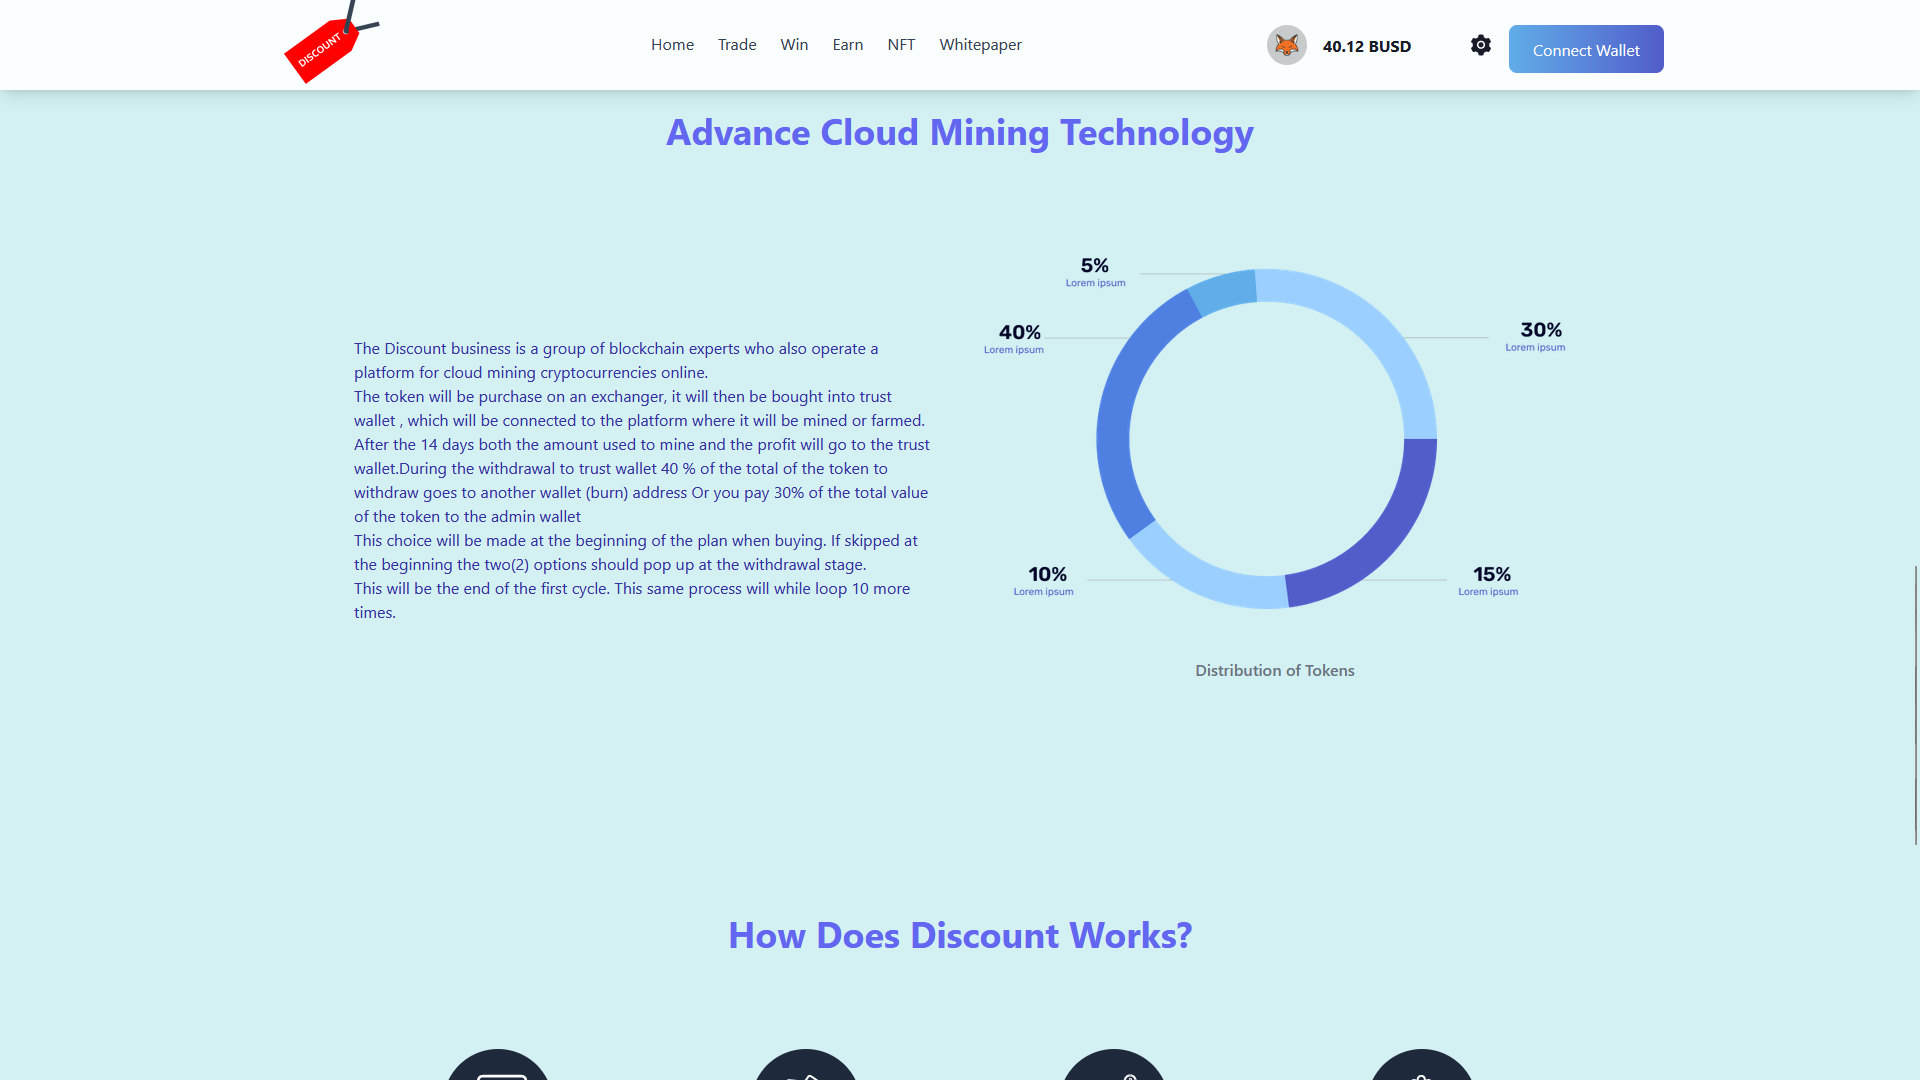 DISCOUNT
Home Trade Win Earn NFT Whitepaper
40.12 BUSD
Connect Wallet
Advance Cloud Mining Technology
The Discount business is a group of blockchain experts who also operate a
platform for cloud mining cryptocurrencies online.
The token will be purchase on an exchanger, it will then be bought into trust
wallet , which will be connected to the platform where it will be mined or farmed.
After the 14 days both the amount used to mine and the profit will go to the trust
wallet.During the withdrawal to trust wallet 40 % of the total of the token to
withdraw goes to another wallet (burn) address Or you pay 30% of the total value
of the token to the admin wallet
This choice will be made at the beginning of the plan when buying. If skipped at
the beginning the two(2) options should pop up at the withdrawal stage.
This will be the end of the first cycle. This same process will while loop 10 more
times.
5%
Lorem ipsum
40%
Lorem ipsum
30%
Lorem ipsum
10%
Lorem ipsum
15%
Lorem ipsum
Distribution of Tokens
How Does Discount Works?